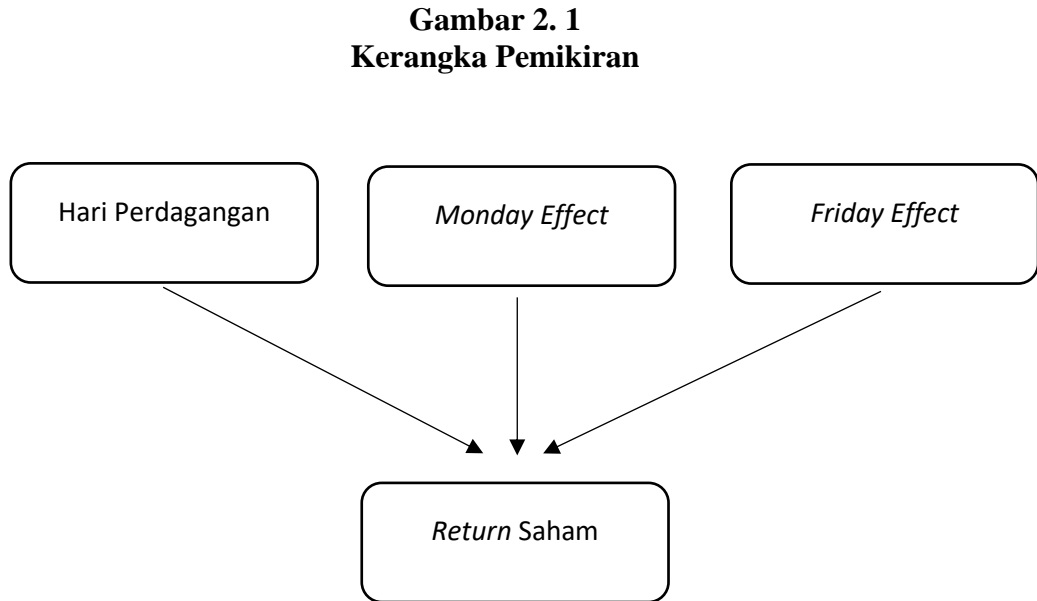 Gambar 2. 1
Kerangka Pemikiran
Hari Perdagangan
Monday Effect
Friday Effect
Return Saham